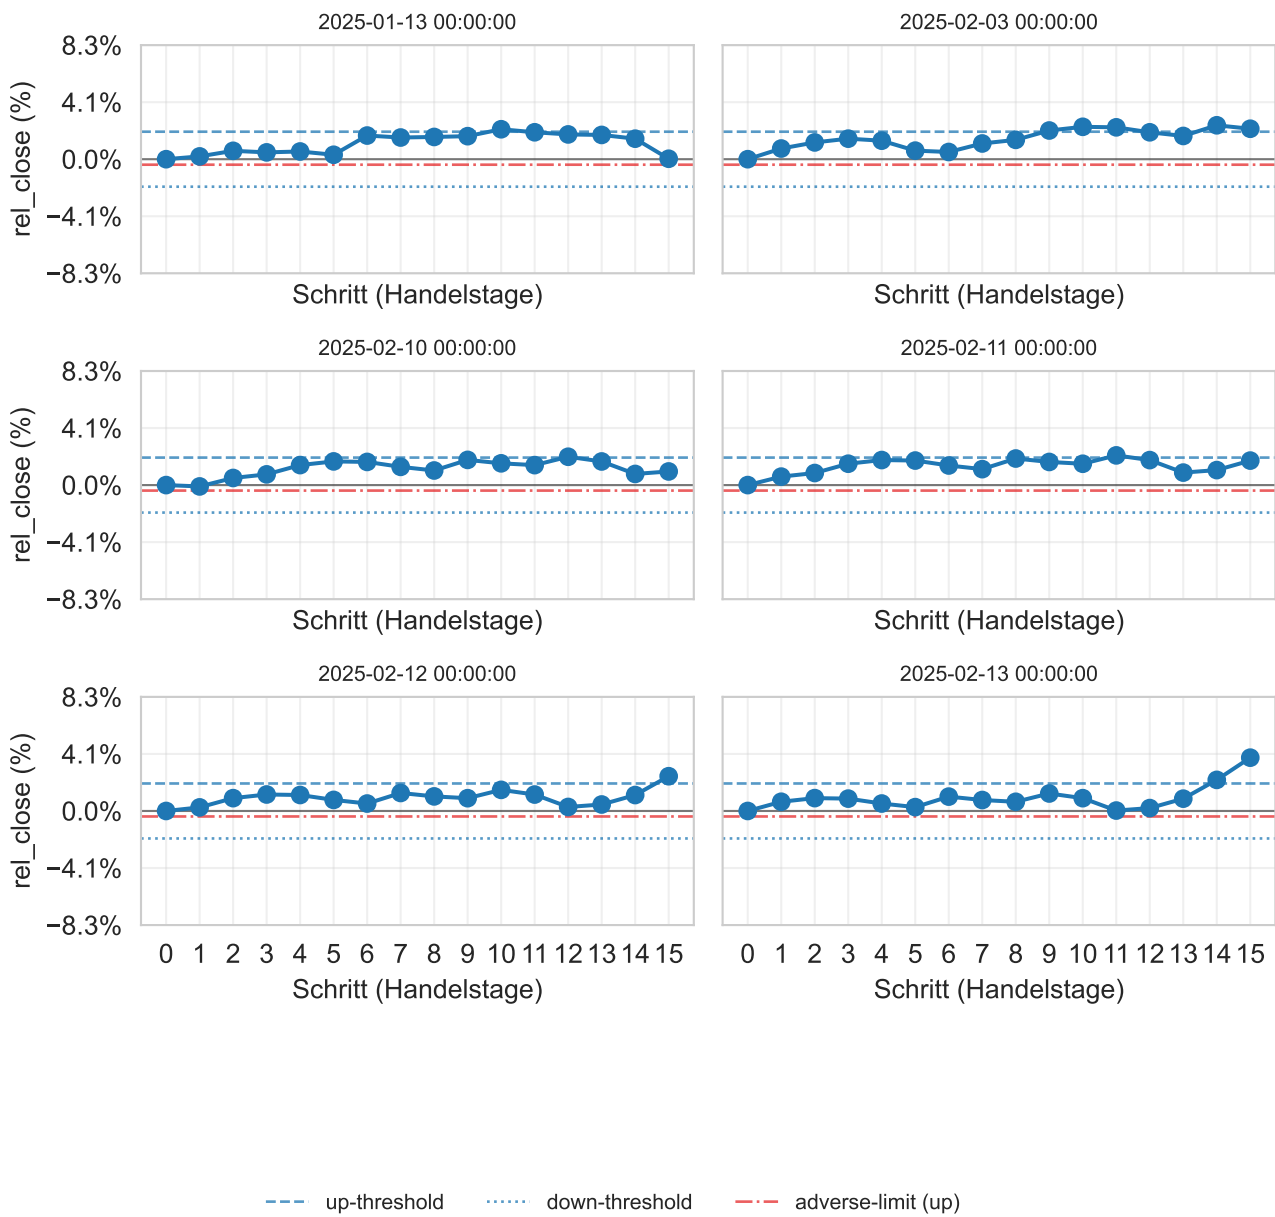 2025-01-13 00:00:00
2025-02-03 00:00:00
8.3%
4.1%
0.0%
−4.1%
−8.3%
rel_close (%)
Schritt (Handelstage)
Schritt (Handelstage)
2025-02-10 00:00:00
2025-02-11 00:00:00
8.3%
4.1%
0.0%
−4.1%
−8.3%
rel_close (%)
Schritt (Handelstage)
Schritt (Handelstage)
2025-02-12 00:00:00
2025-02-13 00:00:00
8.3%
4.1%
0.0%
−4.1%
−8.3%
rel_close (%)
0 1 2 3 4 5 6 7 8 9 10 11 12 13 14 15
0 1 2 3 4 5 6 7 8 9 10 11 12 13 14 15
Schritt (Handelstage)
Schritt (Handelstage)
up-threshold
down-threshold
adverse-limit (up)